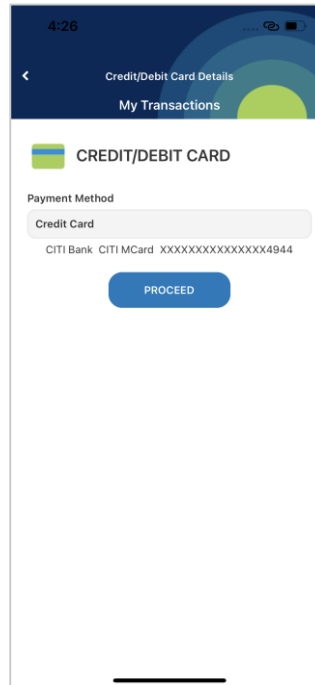 4:26
Credit/Debit Card Details
My Transactions
CREDIT/DEBIT CARD
Payment Method
Credit Card
CITI Bank CITI MCard XXXXXXXXXXXXXXX4944
PROCEED